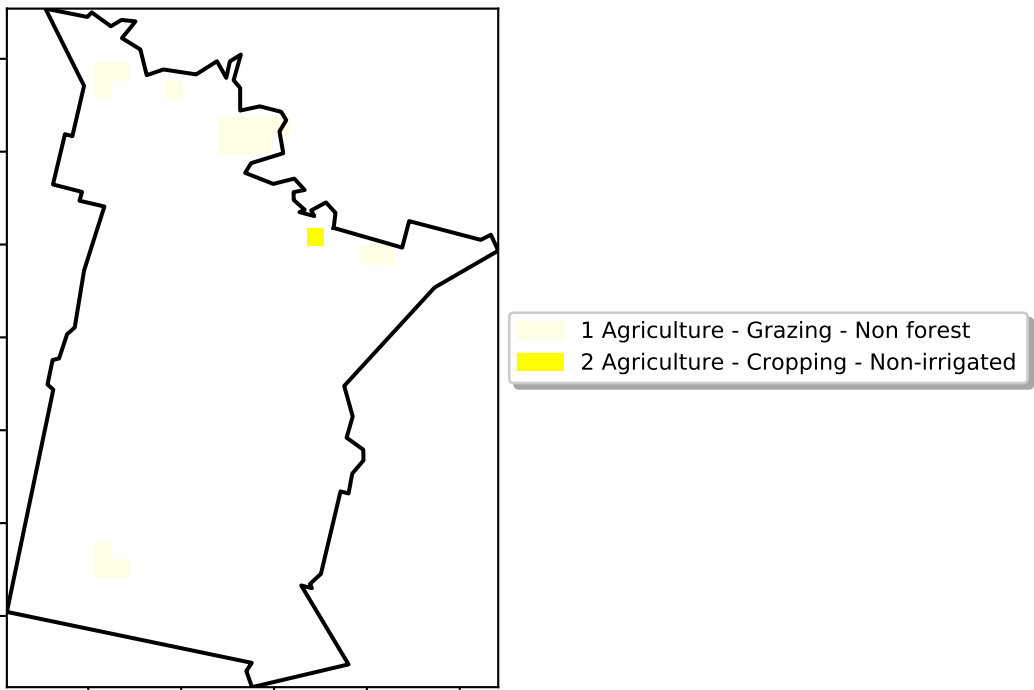 1 Agriculture - Grazing - Non forest
2 Agriculture - Cropping - Non-irrigated